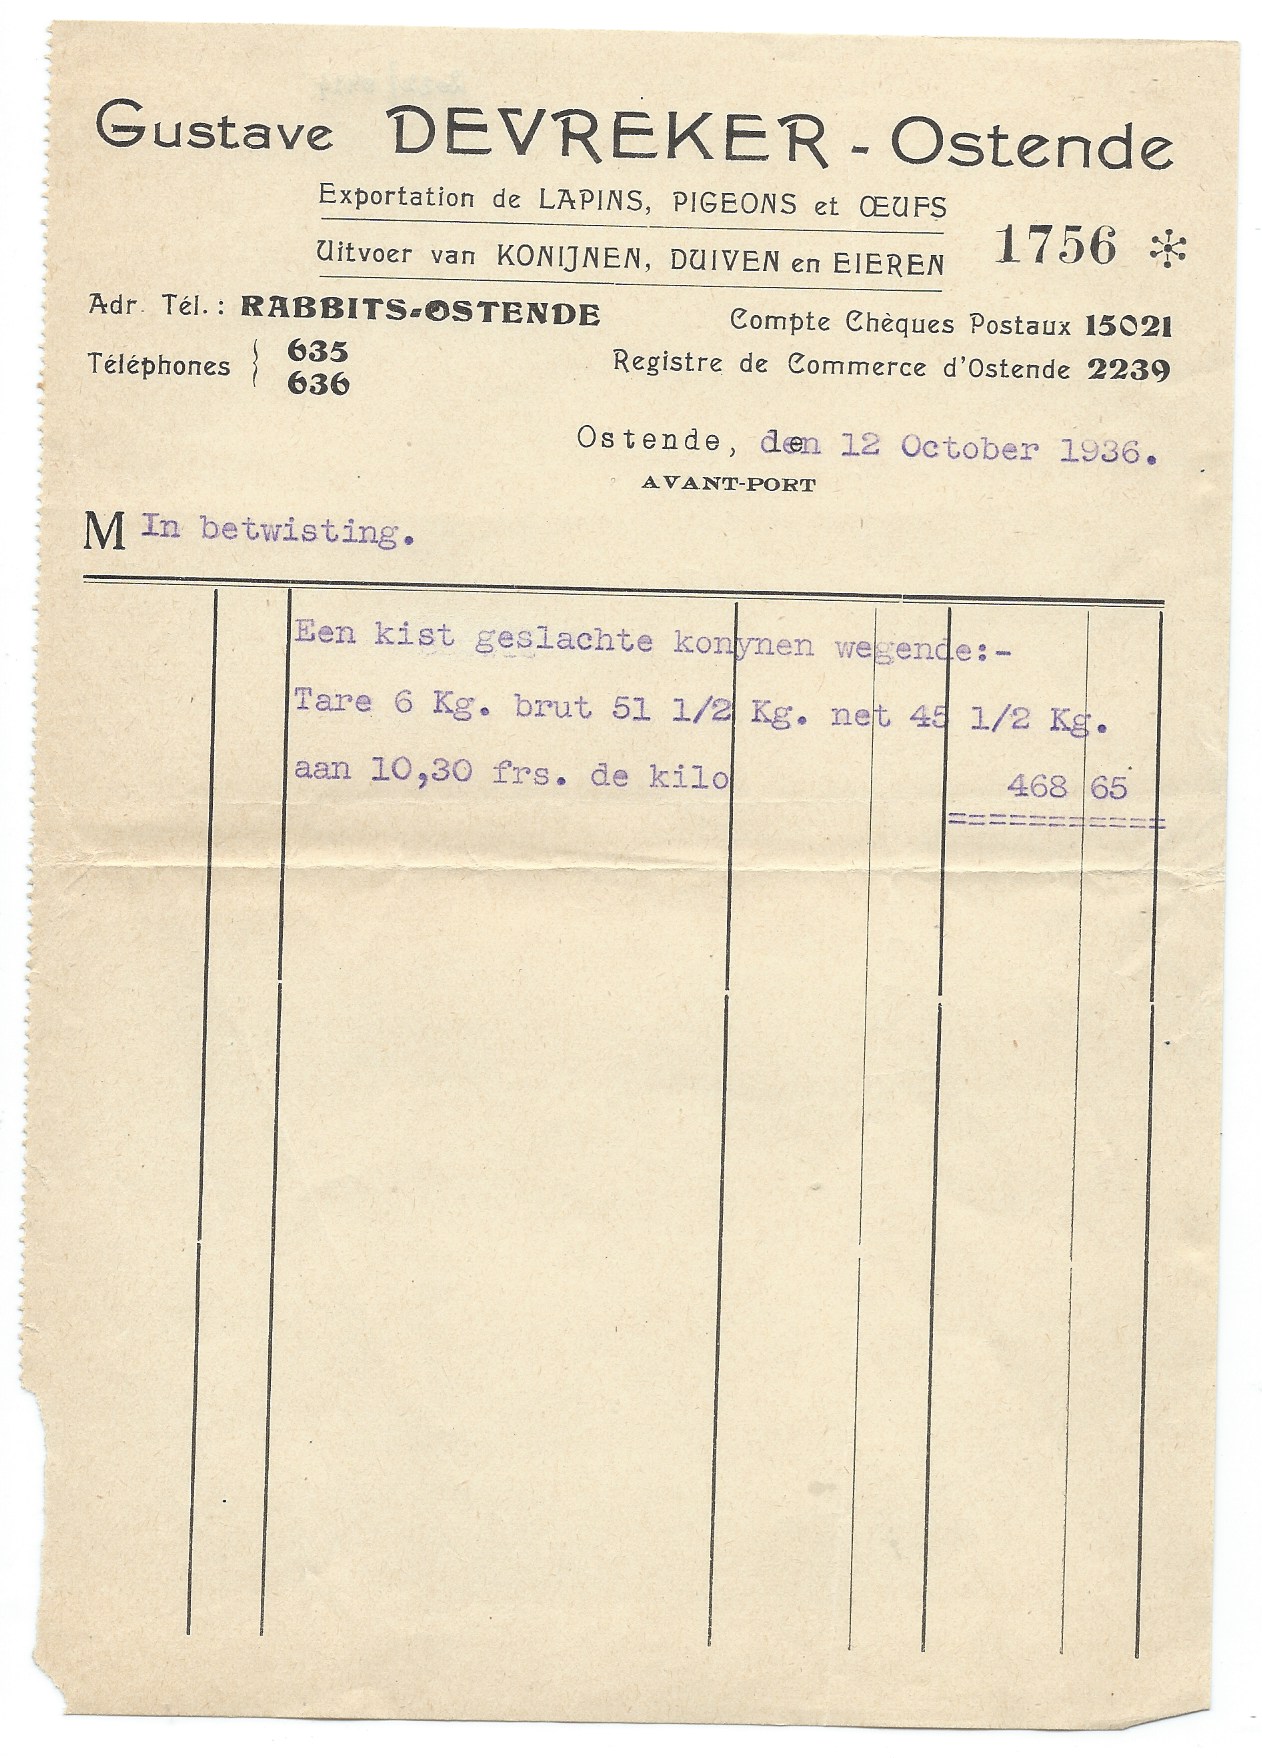 Gustave DEVREKER - Ostende
Exportation de LAPINS, PIGEONS et ŒUFS
Uitvoer van KONIJNEN, DUIVEN en EIEREN
1756 *
Adr. Tél.: RABBITS-OSTENDE
Compte Chèques Postaux 15021
Téléphones { 635
636
Registre de Commerce d'Ostende 2239
Ostende, den 12 October 1936.
AVANT-PORT
M In betwisting.
Een kist geslachte konynen wegende:-
Tare 6 Kg. brut 51 1/2 Kg. net 45 1/2 Kg.
aan 10,30 frs. de kilo 468 65
===========